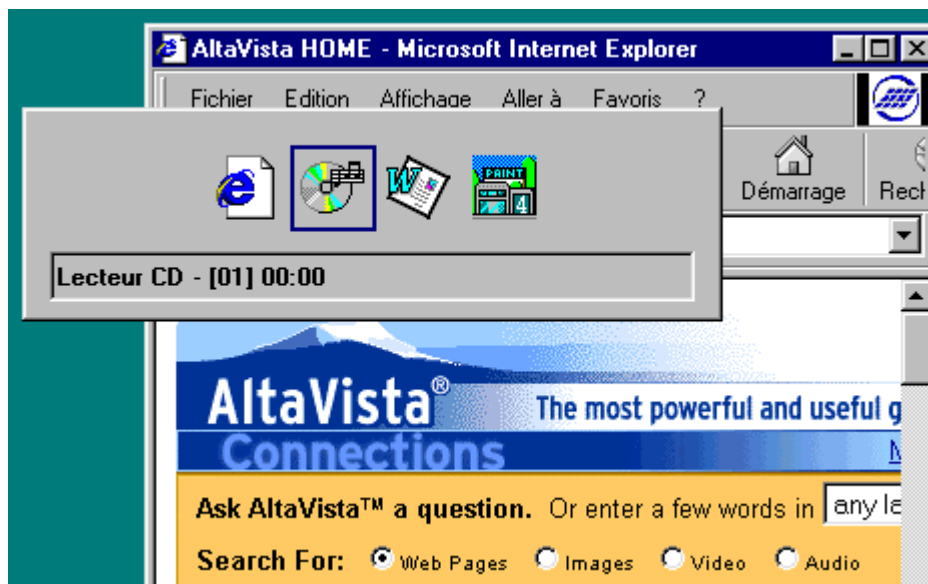 AltaVista HOME - Microsoft Internet Explorer
Fichier Edition Affichage Aller à Favoris ?
PAINT
4
Démarrage
Lecteur CD - [01] 00:00
AltaVista®
The most powerful and useful
Connections
Ask AltaVista™ a question. Or enter a few words in any
Search For: Web Pages Images Video Audio